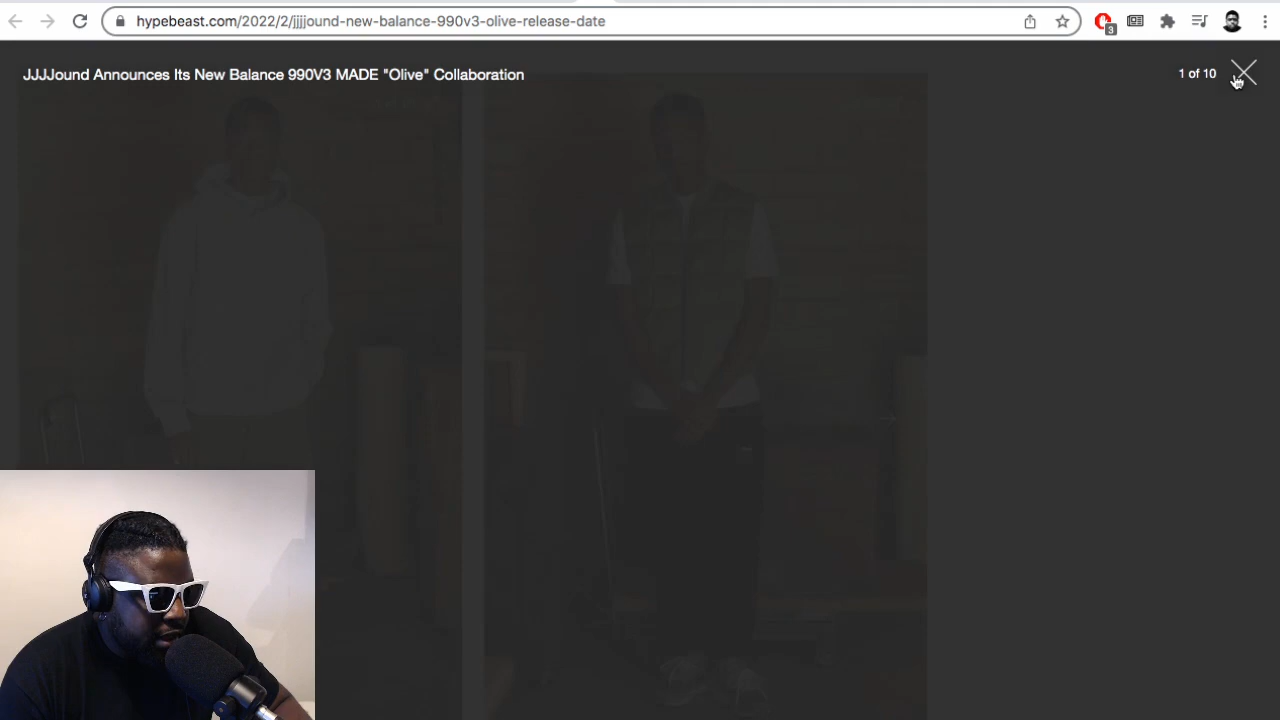 hypebeast.com/2022/2/jjjjound-new-balance-990v3-olive-release-date
3
JJJJound Announces Its New Balance 990V3 MADE "Olive" Collaboration
1 of 10